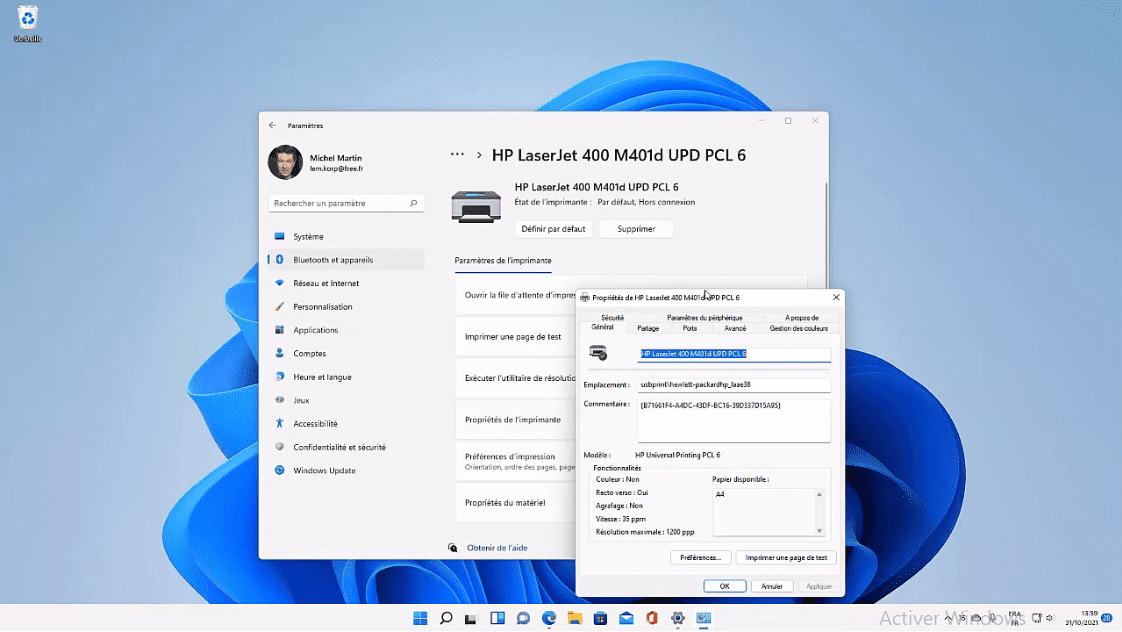 Corbeille
Paramètres
Michel Martin
lem.korp@free.fr
Rechercher un paramètre
Système
Bluetooth et appareils
Réseau et Internet
Personnalisation
Applications
Comptes
Heure et langue
Jeux
Accessibilité
Confidentialité et sécurité
Windows Update
··· > HP LaserJet 400 M401d UPD PCL 6
HP LaserJet 400 M401d UPD PCL 6
État de l'imprimante : Par défaut, Hors connexion
Définir par défaut Supprimer
Paramètres de l'imprimante
Ouvrir la file d'attente d'impres
Imprimer une page de test
Exécuter l'utilitaire de résolutio
Propriétés de l'imprimante
Préférences d'impression
Orientation, ordre des pages, page
Propriétés du matériel
Obtenir de l'aide
Propriétés de HP LaserJet 400 M401d UPD PCL 6
Sécurité Paramètres du périphérique A propos de
Général Partage Ports Avancé Gestion des couleurs
HP LaserJet 400 M401d UPD PCL 6
Emplacement : usbprint\hewlett-packardhp_laae38
Commentaire : {B71661F4-A4DC-43DF-BC16-39D337D15A95}
Modèle : HP Universal Printing PCL 6
Fonctionnalités
Couleur : Non Papier disponible :
Recto verso : Oui A4
Agrafage : Non
Vitesse : 35 ppm
Résolution maximale : 1200 ppp
Préférences... Imprimer une page de test
OK Annuler Appliquer
Activer Windows
FRA 13:59
FR 31/10/2021 28